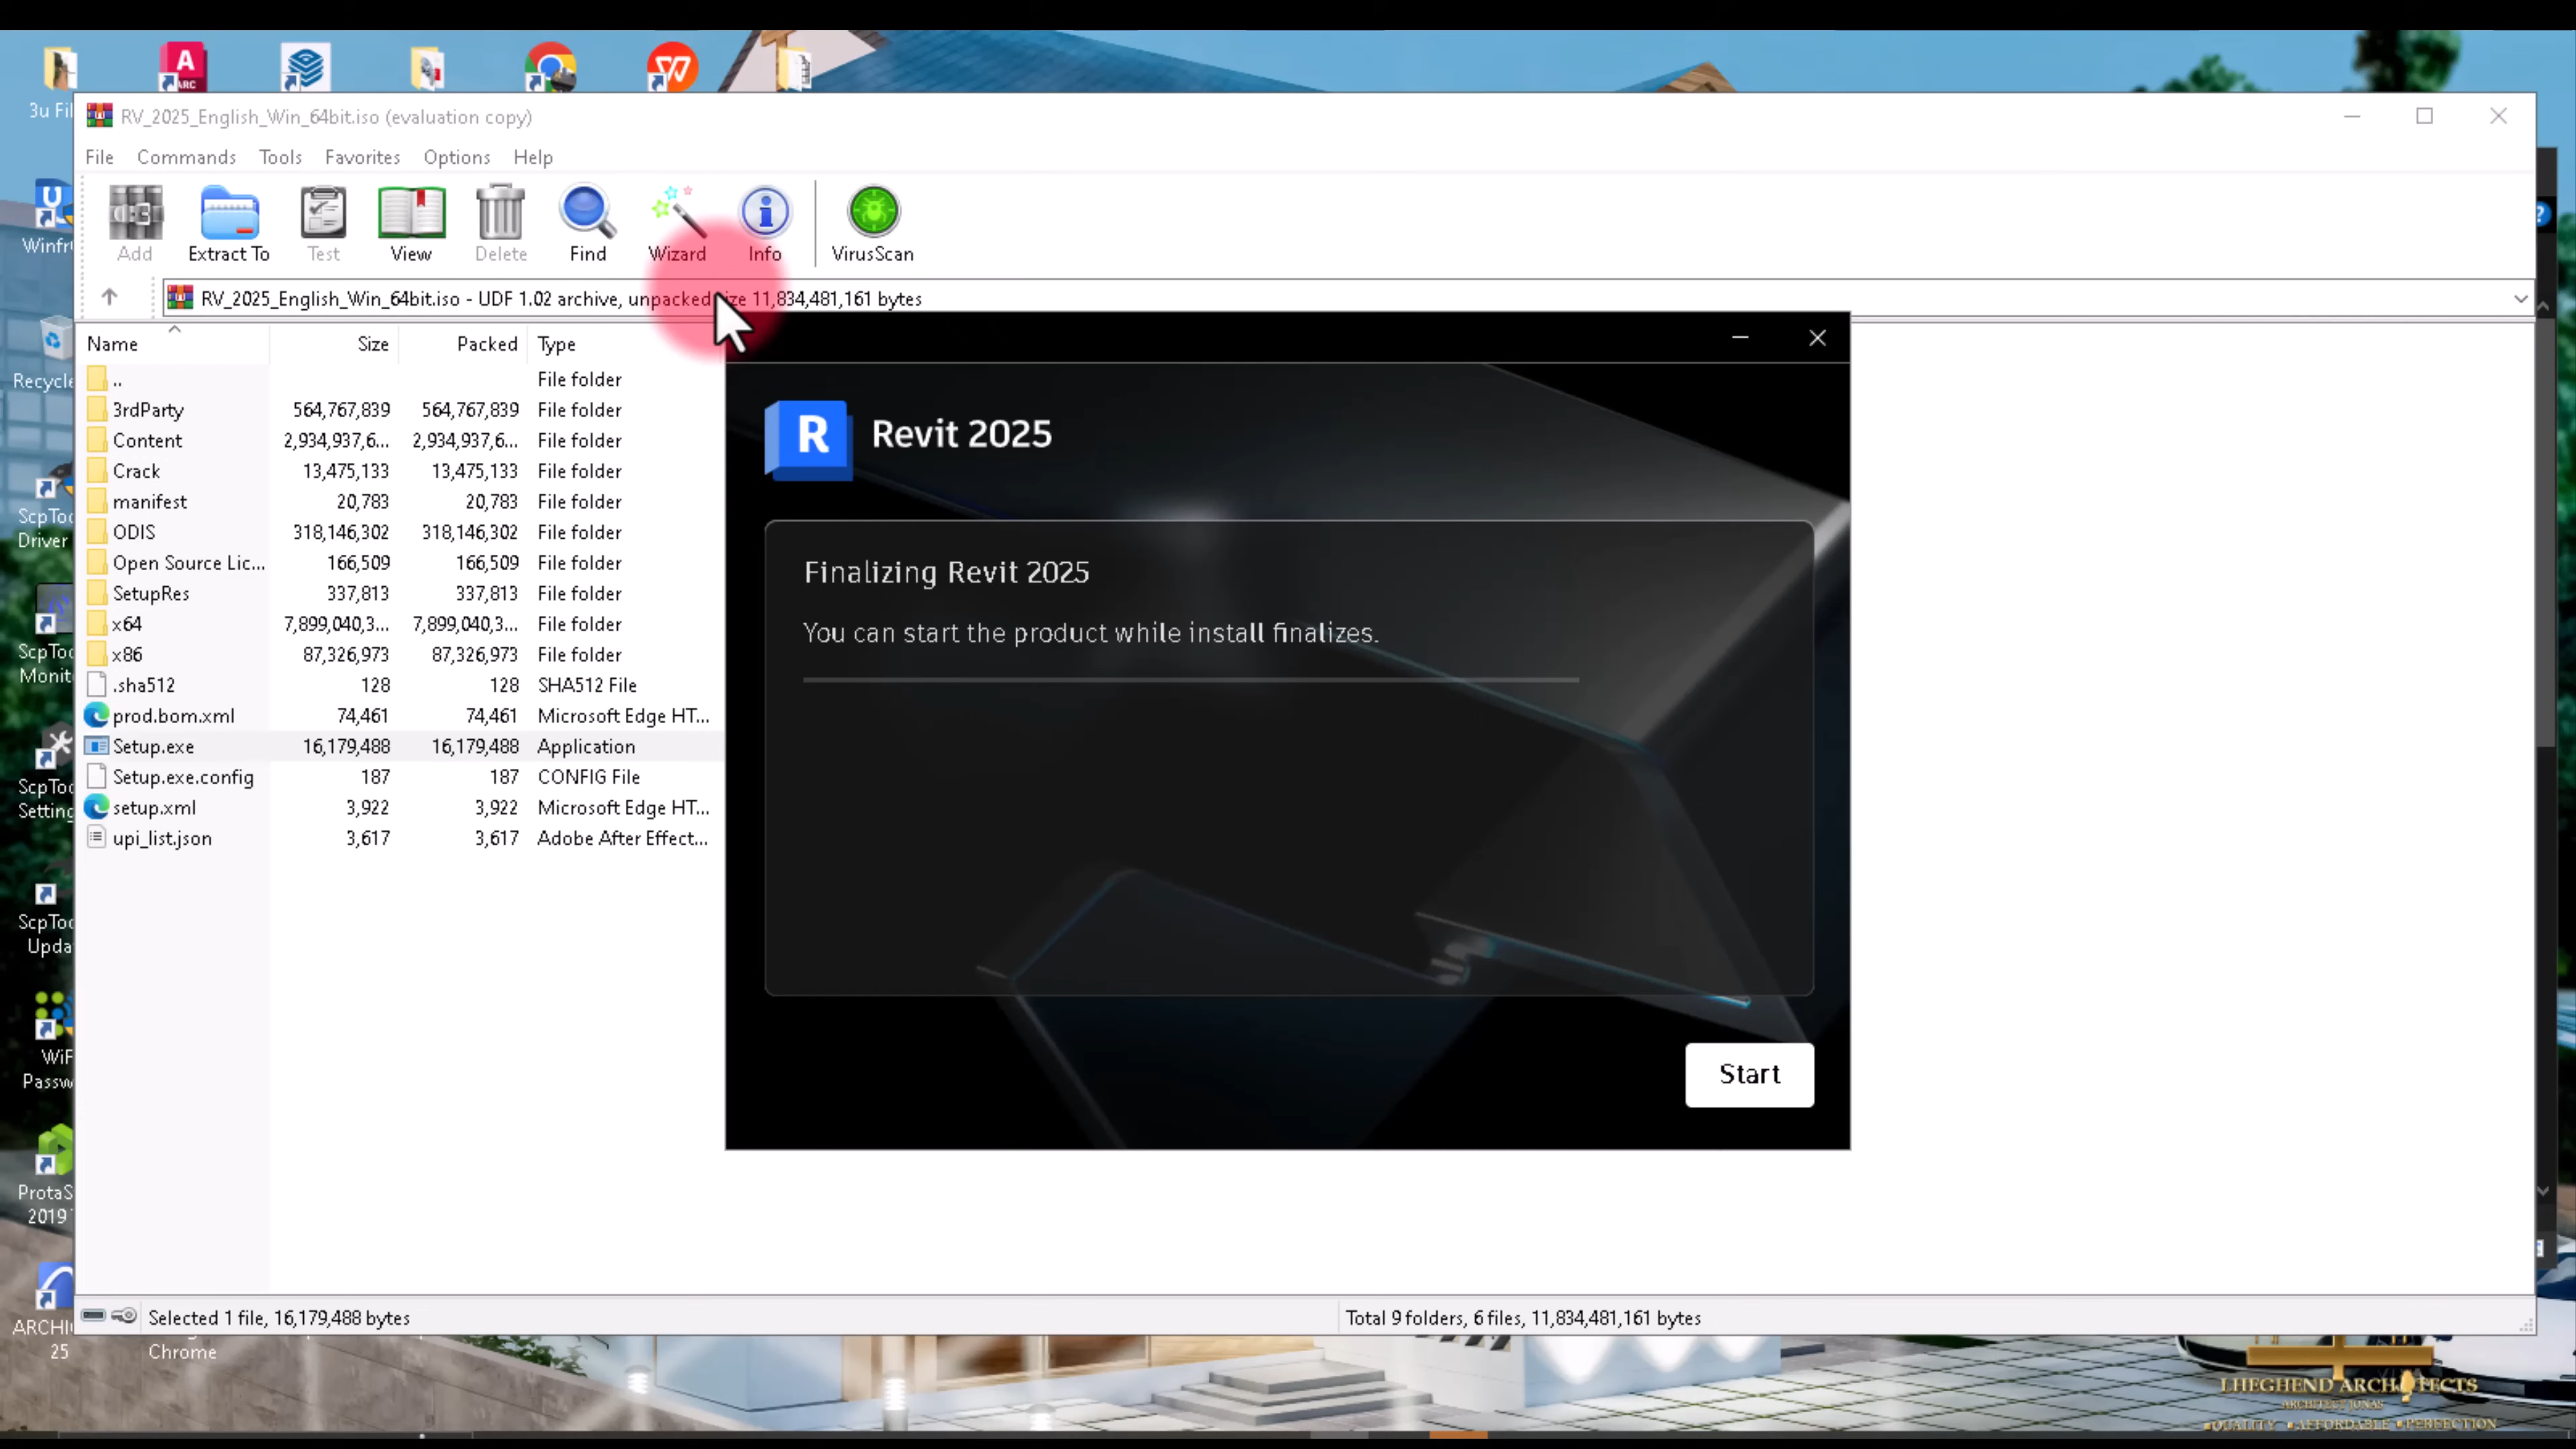 3u Fil
ARC
RV_2025_English_Win_64bit.iso (evaluation copy)
File Commands Tools Favorites Options Help
Add Extract To Test View Delete Find Wizard Info VirusScan
RV_2025_English_Win_64bit.iso - UDF 1.02 archive, unpacked size 11,834,481,161 bytes
Name Size Packed Type
.. File folder
3rdParty 564,767,839 564,767,839 File folder
Content 2,934,937,6... 2,934,937,6... File folder
Crack 13,475,133 13,475,133 File folder
manifest 20,783 20,783 File folder
ODIS 318,146,302 318,146,302 File folder
Open Source Lic... 166,509 166,509 File folder
SetupRes 337,813 337,813 File folder
x64 7,899,040,3... 7,899,040,3... File folder
x86 87,326,973 87,326,973 File folder
.sha512 128 128 SHA512 File
prod.bom.xml 74,461 74,461 Microsoft Edge HT...
Setup.exe 16,179,488 16,179,488 Application
Setup.exe.config 187 187 CONFIG File
setup.xml 3,922 3,922 Microsoft Edge HT...
upi_list.json 3,617 3,617 Adobe After Effect...
R Revit 2025
Finalizing Revit 2025
You can start the product while install finalizes.
Start
Selected 1 file, 16,179,488 bytes
Total 9 folders, 6 files, 11,834,481,161 bytes
Recycle
ScpToo
Driver
ScpToo
Monit
ScpToo
Setting
ScpToo
Upda
WiF
Passw
ProtaS
2019
ARCHI
25
Chrome
LHEGHEND ARCHITECTS
ARCHITECT JONAS
QUALITY AFFORDABLE PERFECTION